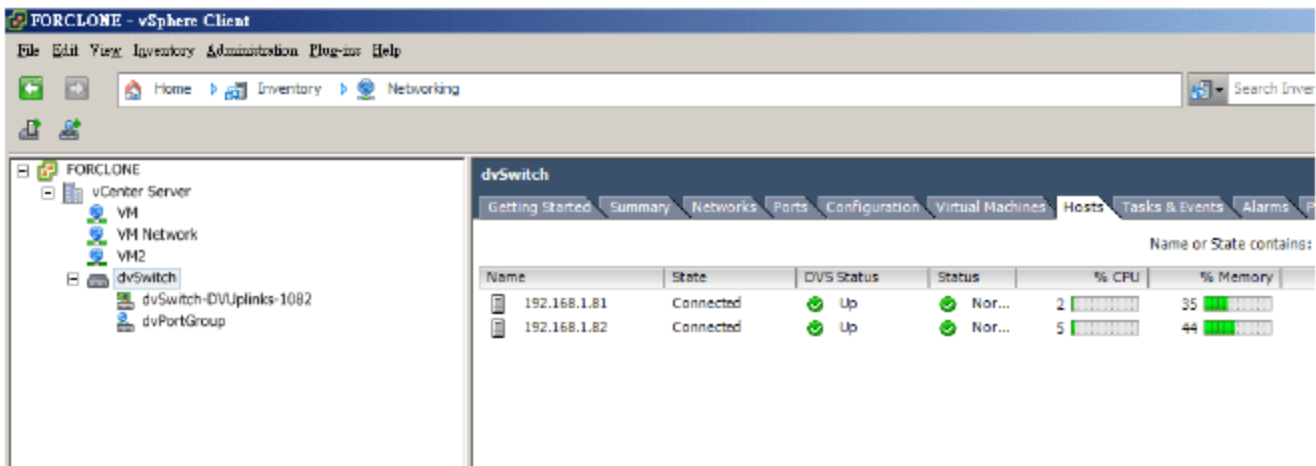 FORCLONE - vSphere Client
File Edit View Inventory Administration Plug-ins Help
Home Inventory Networking
Search Inver
FORCLONE
vCenter Server
VM
VM Network
VM2
dvSwitch
dvSwitch-DVUplinks-1082
dvPortGroup
dvSwitch
Getting Started Summary Networks Ports Configuration Virtual Machines Hosts Tasks & Events Alarms P
Name or State contains:
Name State DVS Status Status % CPU % Memory
192.168.1.81 Connected Up Nor... 2 35
192.168.1.82 Connected Up Nor... 5 44